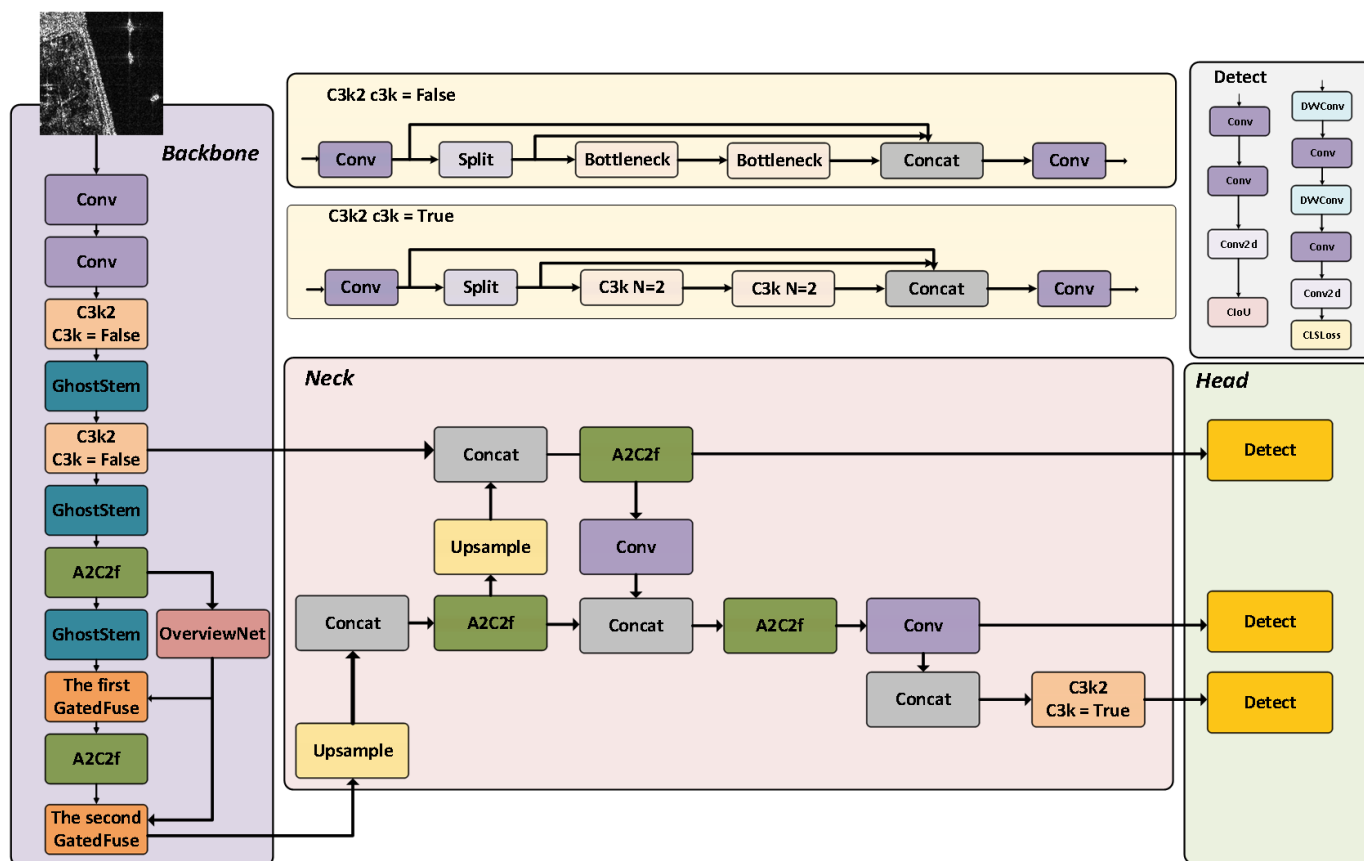 Backbone
Conv
Conv
C3k2
C3k = False
GhostStem
C3k2
C3k = False
GhostStem
A2C2f
GhostStem
OverviewNet
The first
GatedFuse
A2C2f
The second
GatedFuse
C3k2 c3k = False
Conv
Split
Bottleneck
Bottleneck
Concat
Conv
C3k2 c3k = True
Conv
Split
C3k N=2
C3k N=2
Concat
Conv
Detect
Conv
Conv
Conv2d
CIoU
DWConv
Conv
DWConv
Conv
Conv2d
CLSLoss
Neck
Concat
A2C2f
Upsample
Conv
Concat
A2C2f
Concat
A2C2f
Conv
Concat
C3k2
C3k = True
Upsample
Head
Detect
Detect
Detect